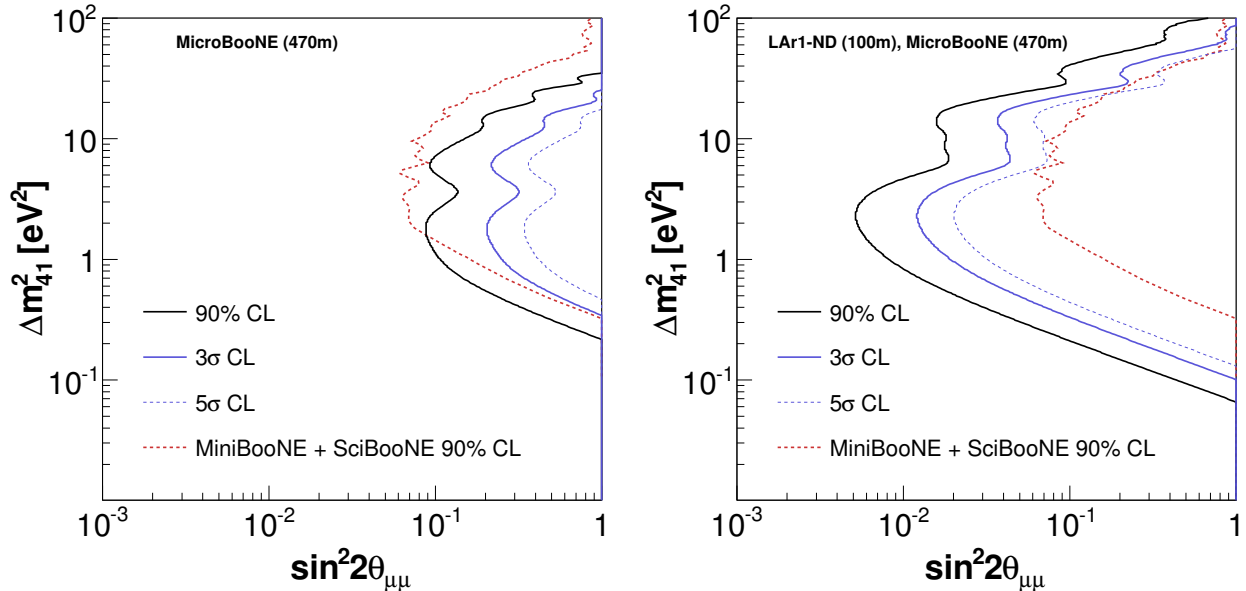 MicroBooNE (470m)
10²
10
1
10⁻¹
Δm²₄₁ [eV²]
90% CL
3σ CL
5σ CL
MiniBooNE + SciBooNE 90% CL
10⁻³
10⁻²
10⁻¹
1
sin²2θμμ
LAr1-ND (100m), MicroBooNE (470m)
10²
10
1
10⁻¹
Δm²₄₁ [eV²]
90% CL
3σ CL
5σ CL
MiniBooNE + SciBooNE 90% CL
10⁻³
10⁻²
10⁻¹
1
sin²2θμμ